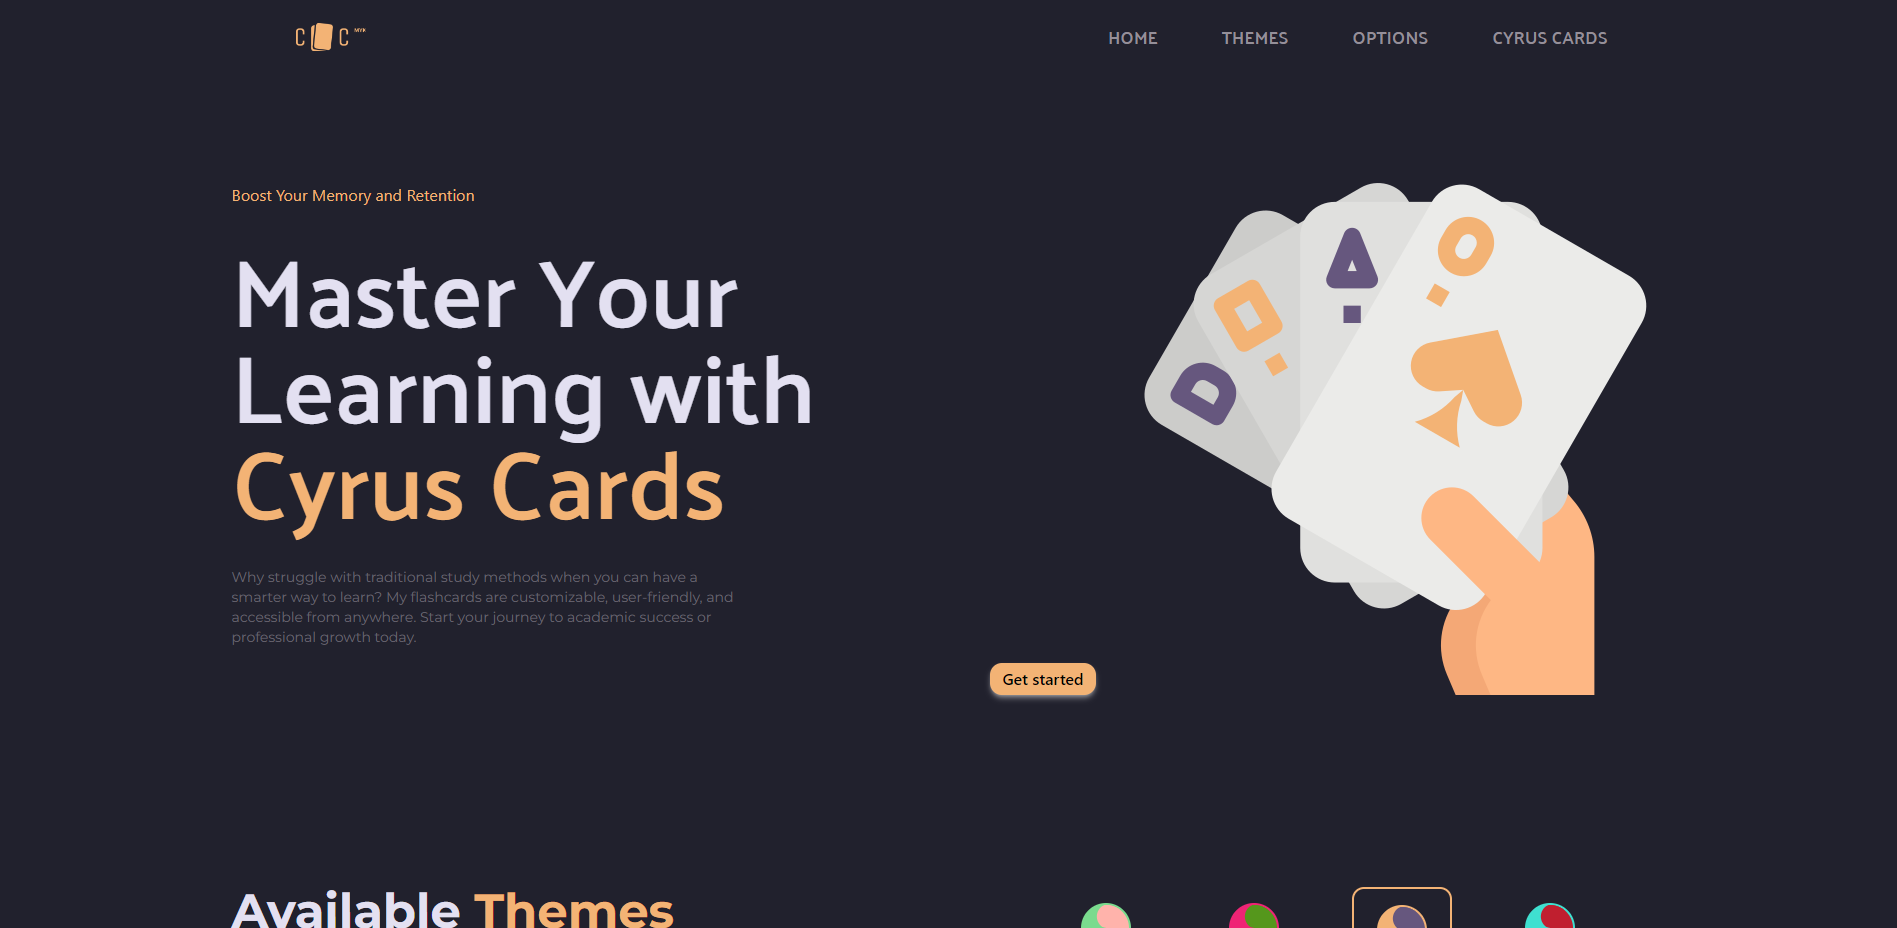 C C MYK
HOME THEMES OPTIONS CYRUS CARDS
Boost Your Memory and Retention
Master Your
Learning with
Cyrus Cards
Why struggle with traditional study methods when you can have a
smarter way to learn? My flashcards are customizable, user-friendly, and
accessible from anywhere. Start your journey to academic success or
professional growth today.
D
Q
A
O
Get started
Available Themes